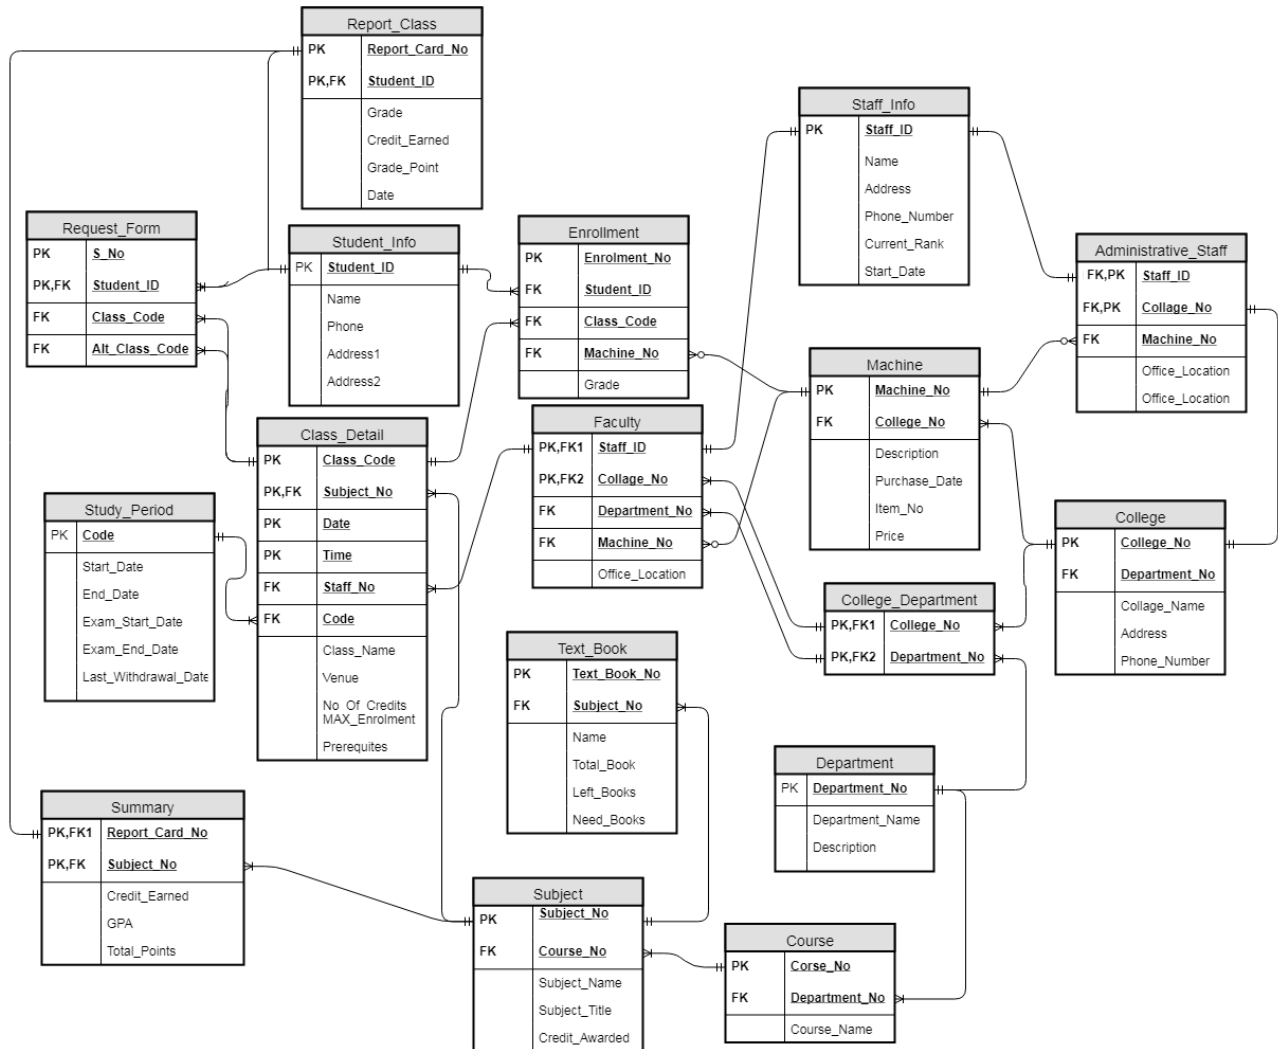 Report_Class
PK Report_Card_No
PK,FK Student_ID
Grade
Credit_Earned
Grade_Point
Date
Staff_Info
PK Staff_ID
Name
Address
Phone_Number
Current_Rank
Start_Date
Request_Form
PK S_No
PK,FK Student_ID
FK Class_Code
FK Alt_Class_Code
Student_Info
PK Student_ID
Name
Phone
Address1
Address2
Enrollment
PK Enrolment_No
FK Student_ID
FK Class_Code
FK Machine_No
Grade
Administrative_Staff
FK,PK Staff_ID
FK,PK Collage_No
FK Machine_No
Office_Location
Office_Location
Machine
PK Machine_No
FK College_No
Description
Purchase_Date
Item_No
Price
Faculty
PK,FK1 Staff_ID
PK,FK2 Collage_No
FK Department_No
FK Machine_No
Office_Location
Class_Detail
PK Class_Code
PK,FK Subject_No
PK Date
PK Time
FK Staff_No
FK Code
Class_Name
Venue
No_Of_Credits
MAX_Enrolment
Prerequites
Study_Period
PK Code
Start_Date
End_Date
Exam_Start_Date
Exam_End_Date
Last_Withdrawal_Date
College
PK College_No
FK Department_No
Collage_Name
Address
Phone_Number
College_Department
PK,FK1 College_No
PK,FK2 Department_No
Text_Book
PK Text_Book_No
FK Subject_No
Name
Total_Book
Left_Books
Need_Books
Department
PK Department_No
Department_Name
Description
Summary
PK,FK1 Report_Card_No
PK,FK Subject_No
Credit_Earned
GPA
Total_Points
Subject
PK Subject_No
FK Course_No
Subject_Name
Subject_Title
Credit_Awarded
Course
PK Corse_No
FK Department_No
Course_Name